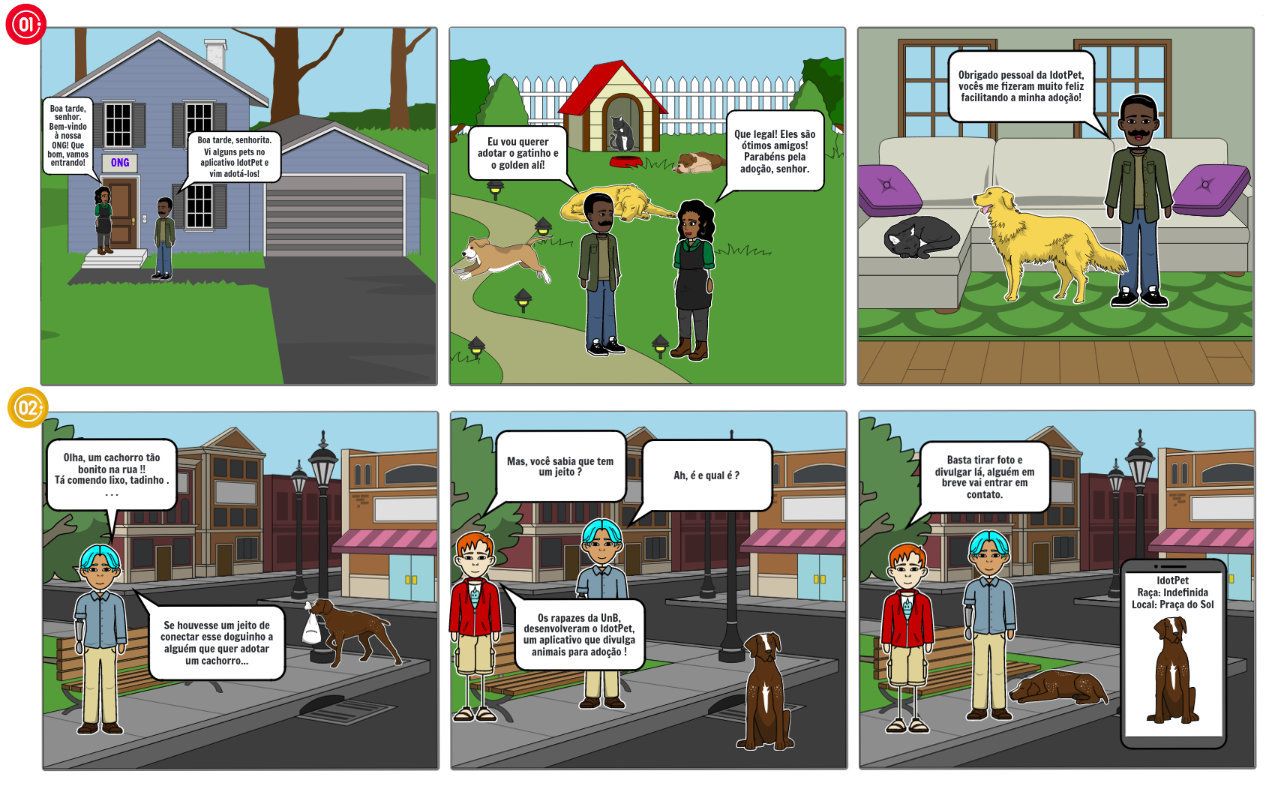 01
Boa tarde,
senhor.
Bem-vindo
à nossa
ONG! Que
bom, vamos
entrando!
Boa tarde, senhorita.
Vi alguns pets no
aplicativo IdotPet e
vim adotá-los!
ONG
Eu vou querer
adotar o gatinho e
o golden alí!
Que legal! Eles são
ótimos amigos!
Parabéns pela
adoção, senhor.
Obrigado pessoal da IdotPet,
vocês me fizeram muito feliz
facilitando a minha adoção!
02
Olha, um cachorro tão
bonito na rua !!
Tá comendo lixo, tadinho .
. . .
Se houvesse um jeito de
conectar esse doguinho a
alguém que quer adotar
um cachorro...
Mas, você sabia que tem
um jeito ?
Ah, é e qual é ?
Os rapazes da UnB,
desenvolveram o IdotPet,
um aplicativo que divulga
animais para adoção !
Basta tirar foto e
divulgar lá, alguém em
breve vai entrar em
contato.
IdotPet
Raça: Indefinida
Local: Praça do Sol